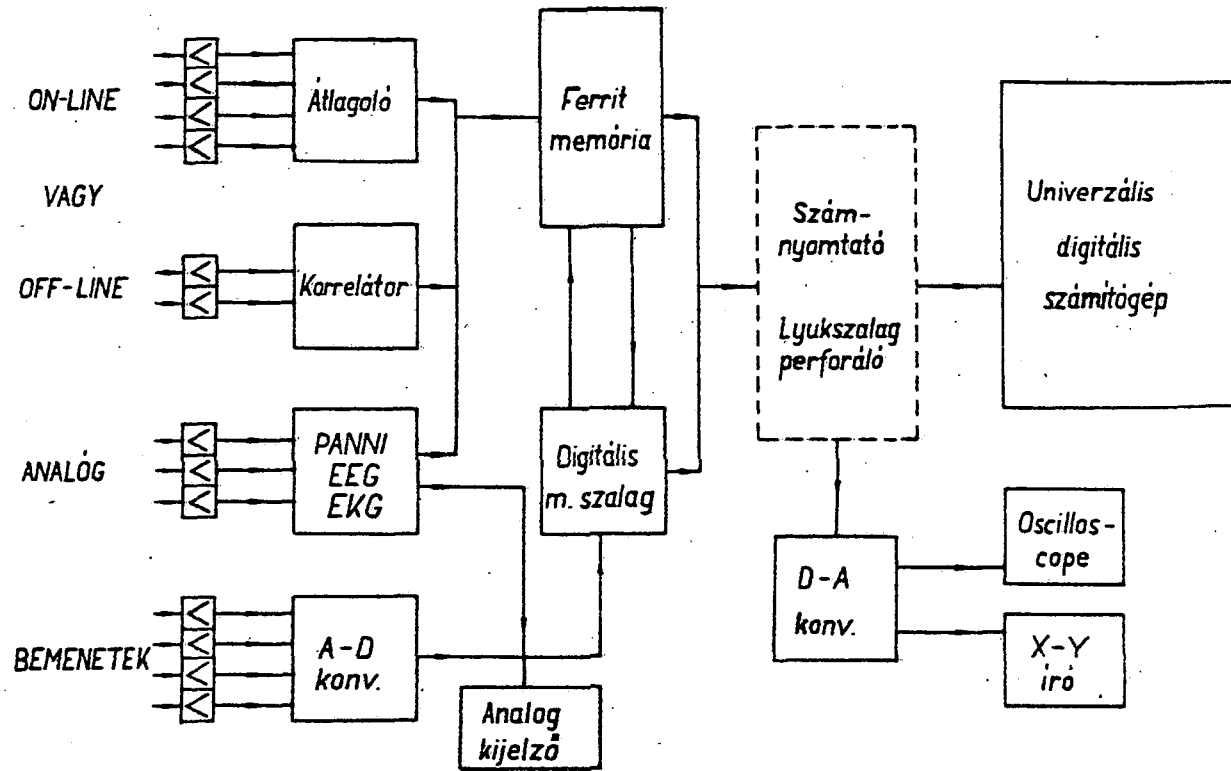 ON-LINE
VAGY
OFF-LINE
ANALÓG
BEMENETEK
Átlagoló
Korrelátor
PANNI
EEG
EKG
A-D
konv.
Analog
kijelző
Ferrit
memória
Digitális
m. szalag
Szám-
nyomtató
Lyukszalag
perforáló
D-A
konv.
Univerzális
digitális
számítógép
Oscillos-
cope
X-Y
író